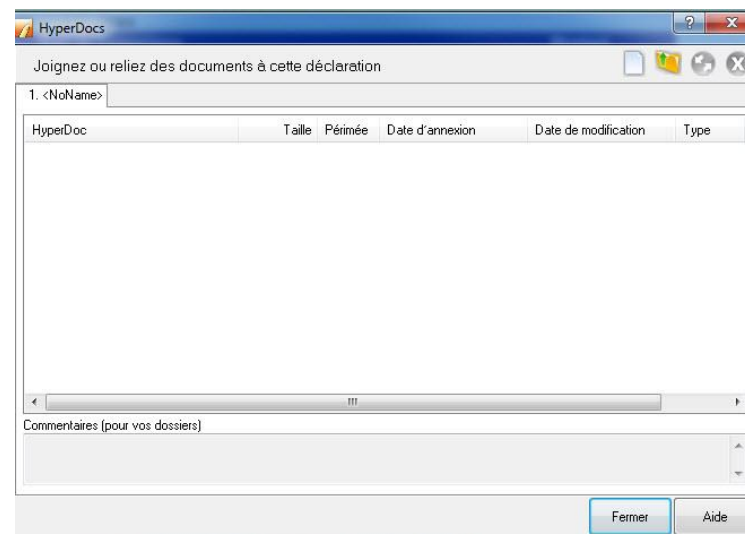 HyperDocs
Joignez ou reliez des documents à cette déclaration
1. <NoName>
HyperDoc Taille Périmée Date d'annexion Date de modification Type
Commentaires (pour vos dossiers)
Fermer Aide